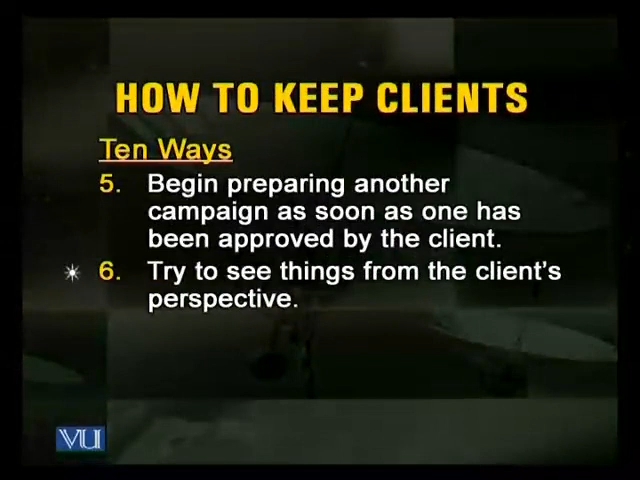 HOW TO KEEP CLIENTS
Ten Ways
5. Begin preparing another
campaign as soon as one has
been approved by the client.
6. Try to see things from the client's
perspective.
VU